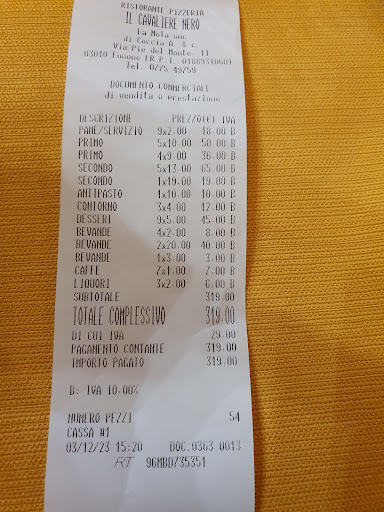 RISTORANTE PIZZERIA
IL CAVALIERE NERO
la Mola snc
di Coccia A. & c.
Via Pie del Monte. 11
03010 Fumone FR P.I. 01889310601
Tel. 0775 49759
DOCUMENTO COMMERCIALE
di vendita o prestazione
DESCRIZIONE PREZZO(E) IVA
PANE/SERVIZIO 9x2.00 18.00 B
PRIMO 5x10.00 50.00 B
PRIMO 4x9.00 36.00 B
SECONDO 5x13.00 65.00 B
SECONDO 1x19.00 19.00 B
ANTIPASTO 1x10.00 10.00 B
CONTORNO 3x4.00 12.00 B
DESSERT 9x5.00 45.00 B
BEVANDE 4x2.00 8.00 B
BEVANDE 2x20.00 40.00 B
BEVANDE 1x3.00 3.00 B
CAFFE 7x1.00 7.00 B
LIQUORI 3x2.00 6.00 B
SUBTOTALE 319.00
TOTALE COMPLESSIVO 319.00
DI CUI IVA 29.00
PAGAMENTO CONTANTE 319.00
IMPORTO PAGATO 319.00
B: IVA 10.00%
NUMERO PEZZI 54
CASSA #1
03/12/23 15:20 DOC.0363 0013
RT 96MBD/35351